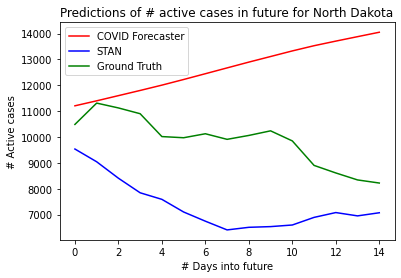 Predictions of # active cases in future for North Dakota
COVID Forecaster
STAN
Ground Truth
# Active cases
14000
13000
12000
11000
10000
9000
8000
7000
0 2 4 6 8 10 12 14
# Days into future